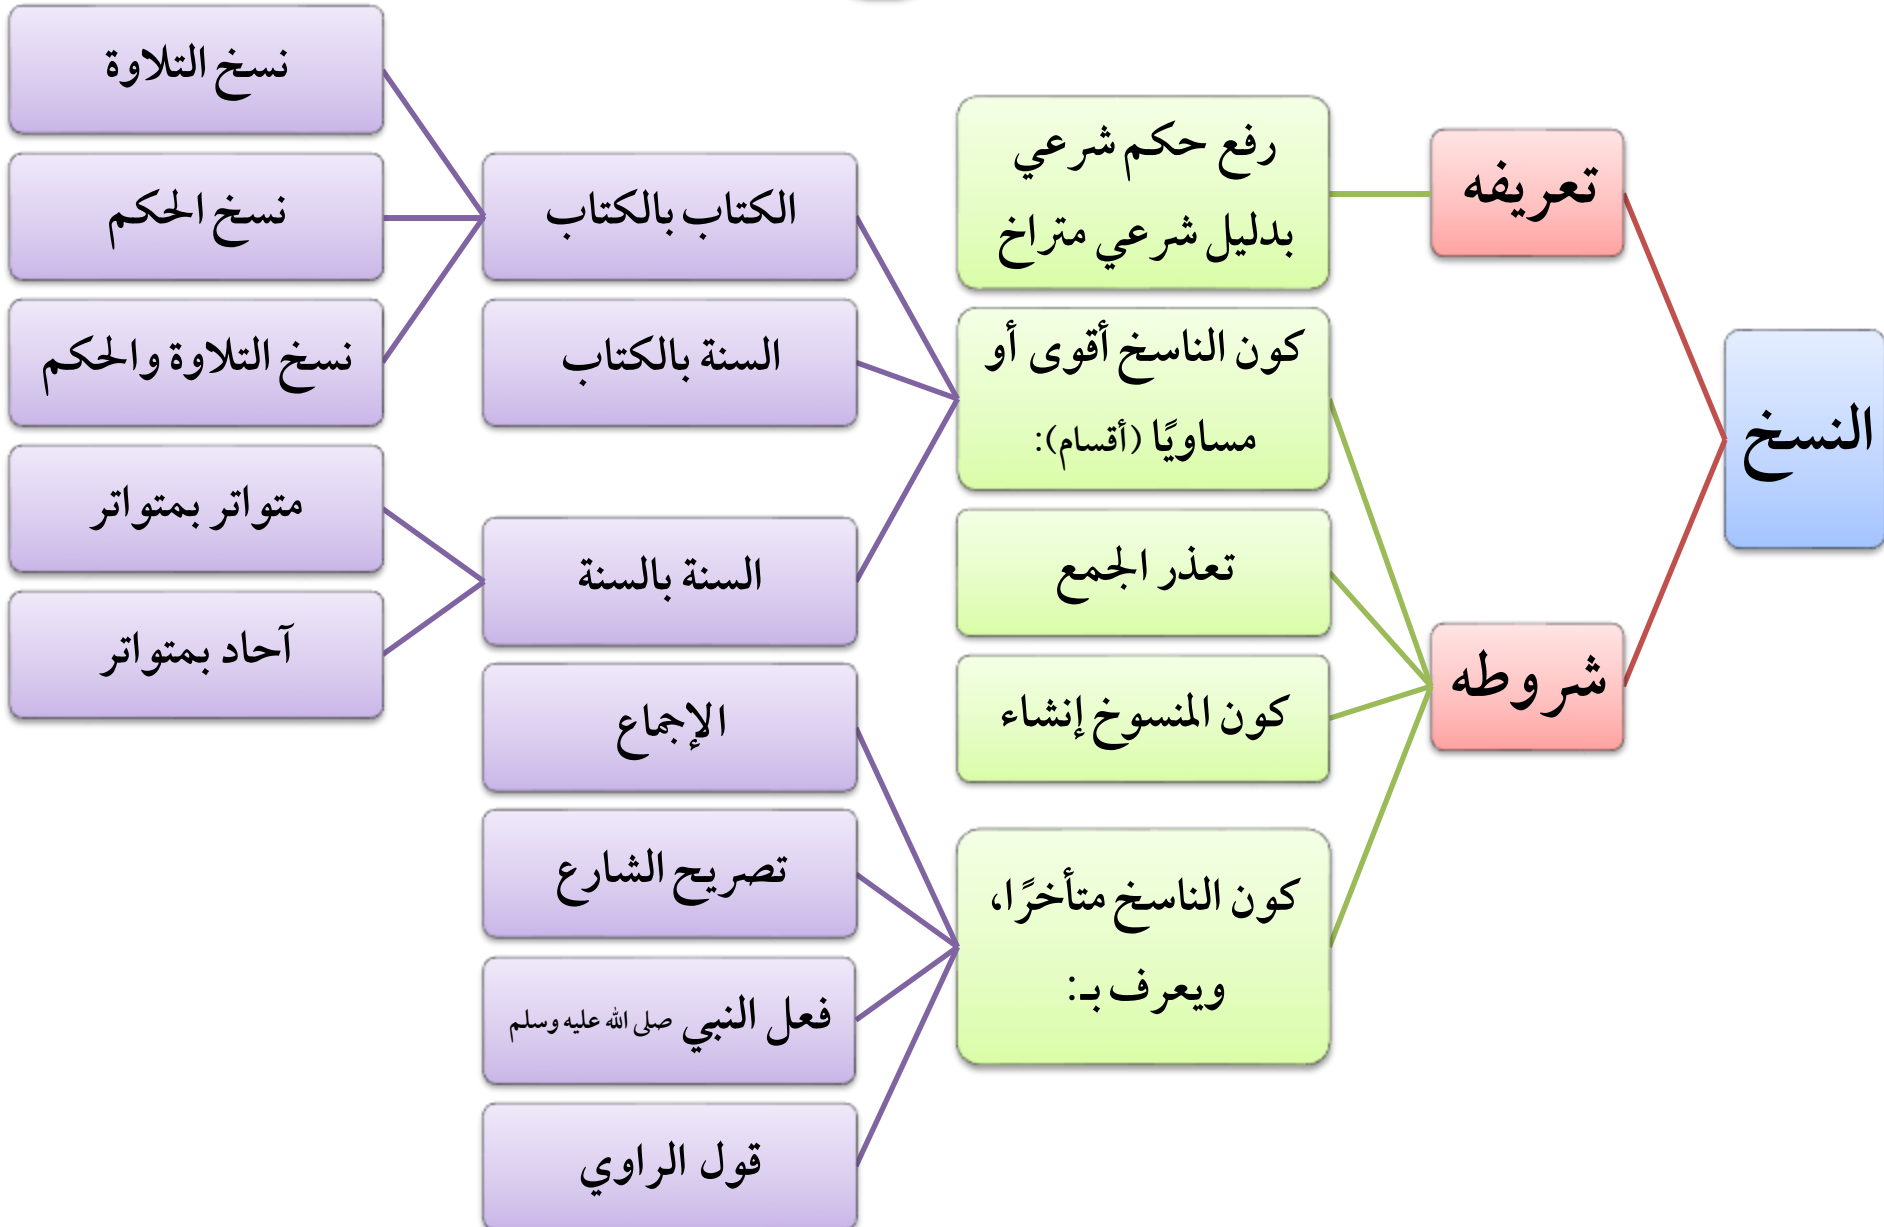 النسخ
تعريفه
رفع حكم شرعي
بدليل شرعي متراخ
شروطه
كون الناسخ أقوى أو
مساويًا (أقسام):
الكتاب بالكتاب
نسخ التلاوة
نسخ الحكم
نسخ التلاوة والحكم
السنة بالكتاب
السنة بالسنة
متواتر بمتواتر
آحاد بمتواتر
تعذر الجمع
كون المنسوخ إنشاء
كون الناسخ متأخرًا،
ويعرف بـ:
الإجماع
تصريح الشارع
فعل النبي صلى الله عليه وسلم
قول الراوي